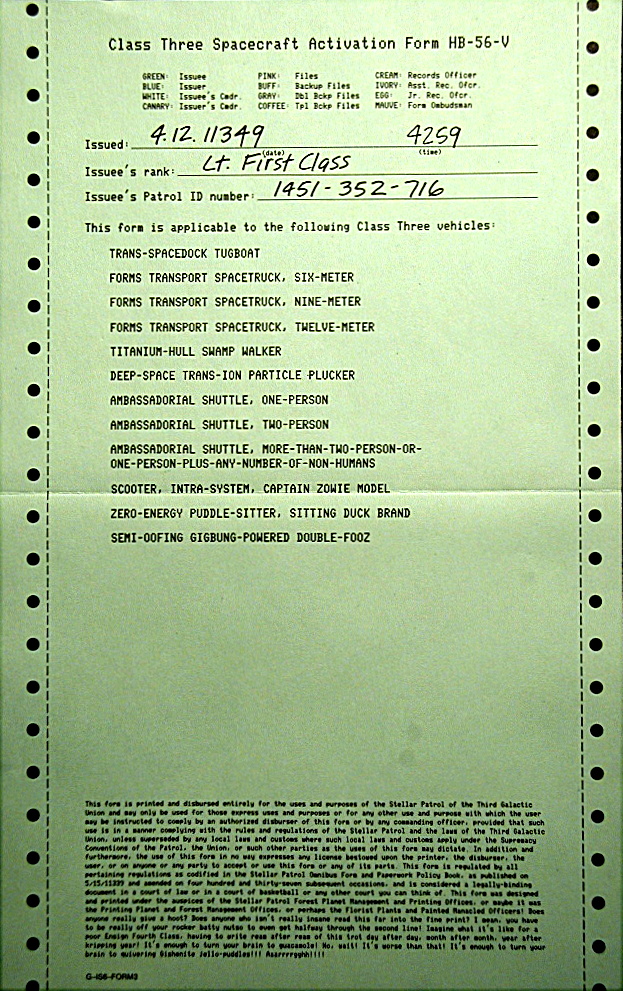 Class Three Spacecraft Activation Form HB-56-V
GREEN: Issuee PINK: Files CREAM: Records Officer
BLUE: Issuer BUFF: Backup Files IVORY: Asst. Rec. Ofcr.
WHITE: Issuee's Cmdr. GRAY: Dbl Bckp Files EGG: Jr. Rec. Ofcr.
CANARY: Issuer's Cmdr. COFFEE: Tpl Bckp Files MAUVE: Form Ombudsman
Issued: 4.12.11349 4259
(date) (time)
Issuee's rank: Lt. First Class
Issuee's Patrol ID number: 1451-352-716
This form is applicable to the following Class Three vehicles:
TRANS-SPACEDOCK TUGBOAT
FORMS TRANSPORT SPACETRUCK, SIX-METER
FORMS TRANSPORT SPACETRUCK, NINE-METER
FORMS TRANSPORT SPACETRUCK, TWELVE-METER
TITANIUM-HULL SWAMP WALKER
DEEP-SPACE TRANS-ION PARTICLE PLUCKER
AMBASSADORIAL SHUTTLE, ONE-PERSON
AMBASSADORIAL SHUTTLE, TWO-PERSON
AMBASSADORIAL SHUTTLE, MORE-THAN-TWO-PERSON-OR-
ONE-PERSON-PLUS-ANY-NUMBER-OF-NON-HUMANS
SCOOTER, INTRA-SYSTEM, CAPTAIN ZOWIE MODEL
ZERO-ENERGY PUDDLE-SITTER, SITTING DUCK BRAND
SEMI-OOFING GIGBUNG-POWERED DOUBLE-FOOZ
This form is printed and disbursed entirely for the uses and purposes of the Stellar Patrol of the Third Galactic
Union and may only be used for those express uses and purposes or for any other use and purpose with which the user
may be instructed to comply by an authorized disburser of this form or by any commanding officer, provided that such
use is in a manner complying with the rules and regulations of the Stellar Patrol and the laws of the Third Galactic
Union, unless superseded by any local laws and customs where such local laws and customs apply under the Supremacy
Conventions of the Patrol, the Union, or such other parties as the uses of this form may dictate. In addition and
furthermore, the use of this form in no way expresses any license bestowed upon the printer, the disburser, the
user, or on anyone or any party to accept or use this form or any of its parts. This form is regulated by all
pertaining regulations as codified in the Stellar Patrol Omnibus Form and Paperwork Policy Book, as published on
5/15/11339 and amended on four hundred and thirty-seven subsequent occasions, and is considered a legally-binding
document in a court of law or in a court of basketball or any other court you can think of. This form was designed
and printed under the auspices of the Stellar Patrol Forest Planet Management and Printing Offices, or maybe it was
the Printing Planet and Forest Management Offices, or perhaps the Florist Plants and Painted Manacled Officers! Does
anyone really give a hoot? Does anyone who isn't really insane read this far into the fine print? I mean, you have
to be really off your rocker batty nutso to even get halfway through the second line! Imagine what it's like for a
poor Ensign Fourth Class, having to write ream after ream of this trot day after day, month after month, year after
kripping year! It's enough to turn your brain to guacamole! No, wait! It's worse than that! It's enough to turn your
brain to quivering Gishenite jello-puddles!!! Aaarrrrgghh!!!!
G-IS6-FORM3